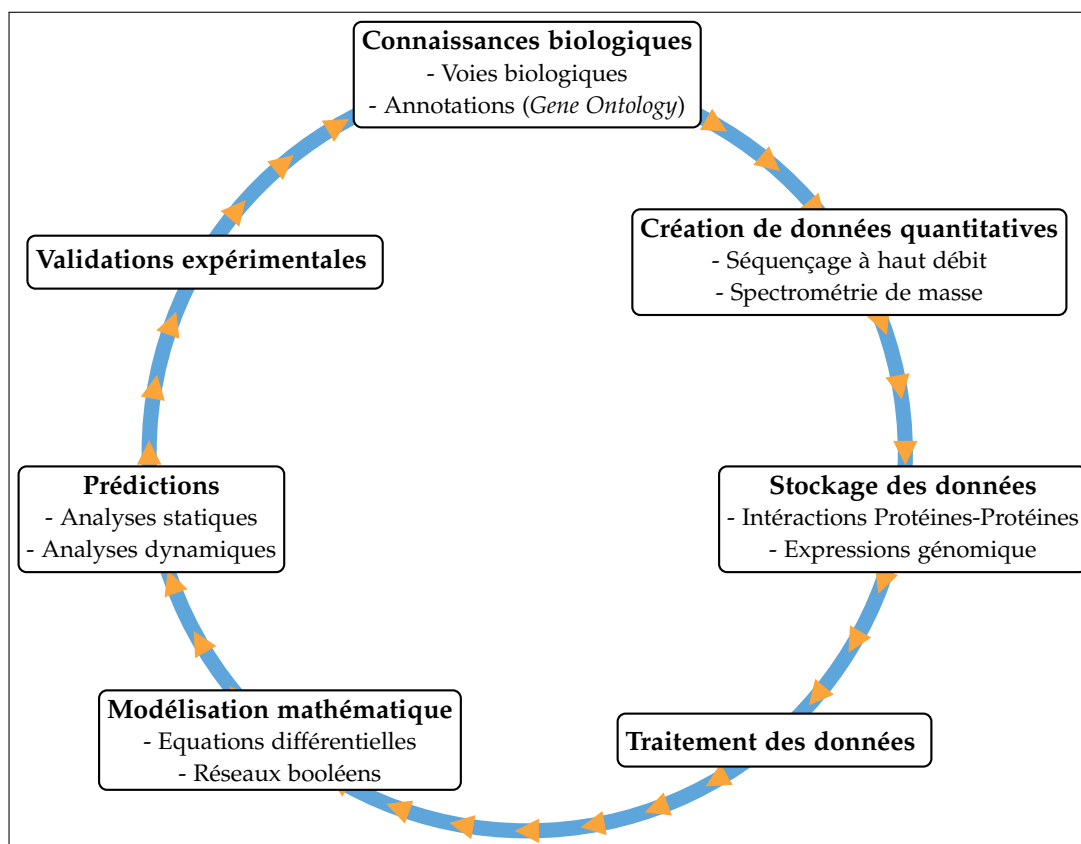 Connaissances biologiques
- Voies biologiques
- Annotations (Gene Ontology)
Création de données quantitatives
- Séquençage à haut débit
- Spectrométrie de masse
Stockage des données
- Intéractions Protéines-Protéines
- Expressions génomique
Traitement des données
Modélisation mathématique
- Equations différentielles
- Réseaux booléens
Prédictions
- Analyses statiques
- Analyses dynamiques
Validations expérimentales